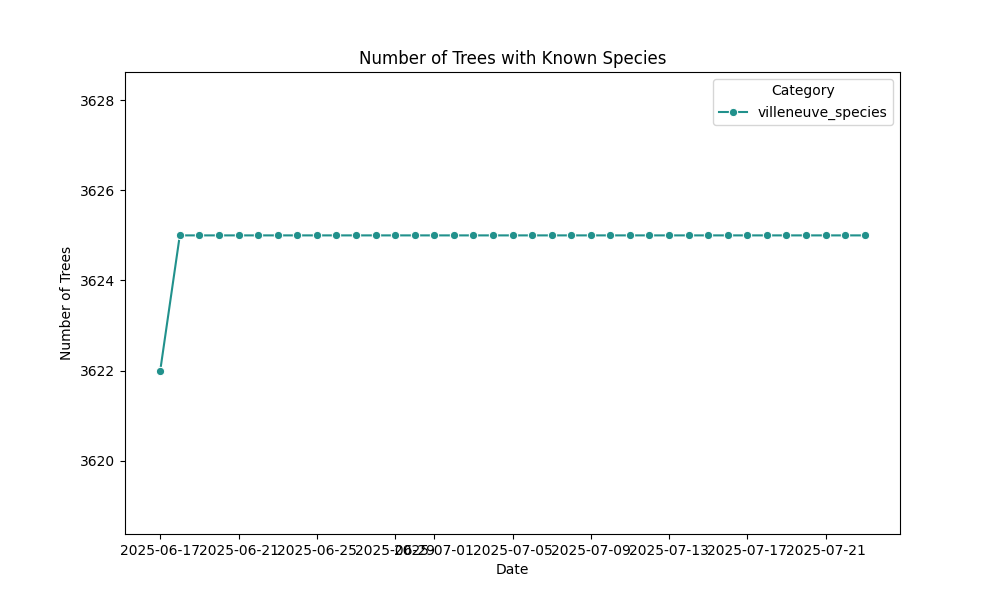 Number of Trees with Known Species
Category
villeneuve_species
Number of Trees
3628
3626
3624
3622
3620
2025-06-17 2025-06-21 2025-06-25 2025-06-29 2025-07-01 2025-07-05 2025-07-09 2025-07-13 2025-07-17 2025-07-21
Date